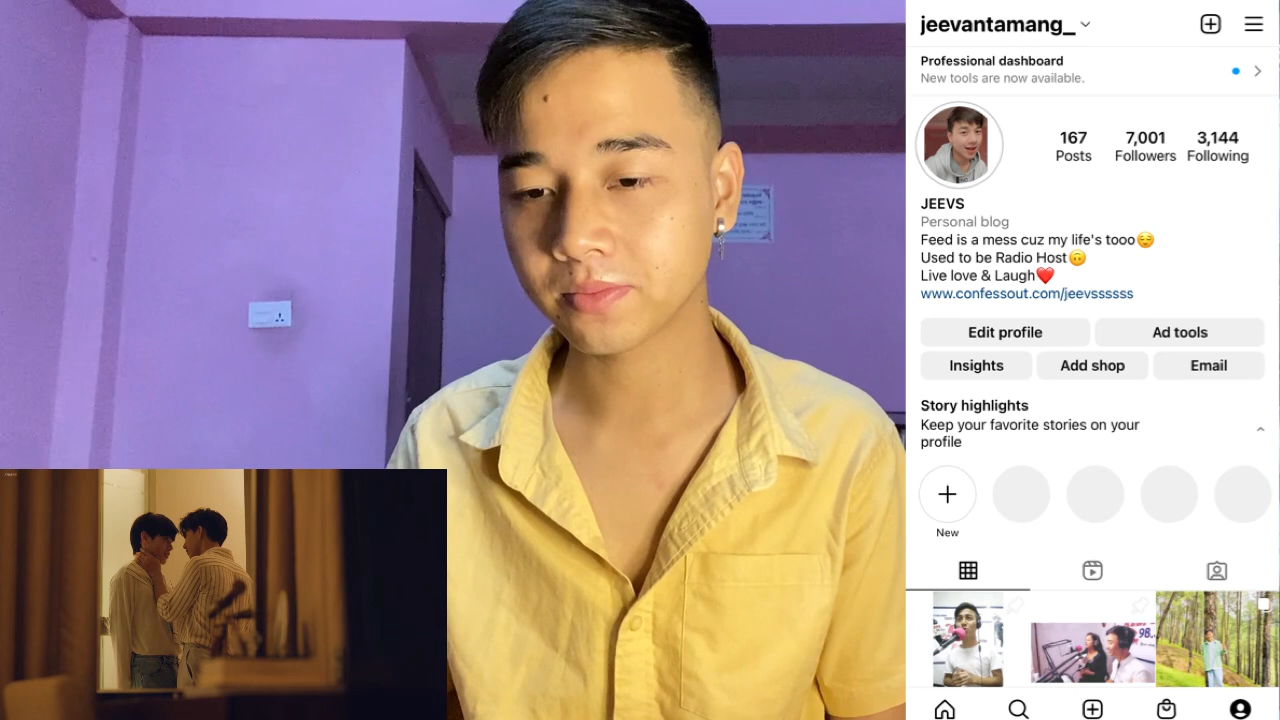 jeevantamang_
Professional dashboard
New tools are now available.
167
7,001
3,144
Posts
Followers
Following
JEEVS
Personal blog
Feed is a mess cuz my life's tooo😌
Used to be Radio Host🙃
Live love & Laugh❤️
www.confessout.com/jeevssssss
Edit profile
Ad tools
Insights
Add shop
Email
Story highlights
Keep your favorite stories on your
profile
New
98.